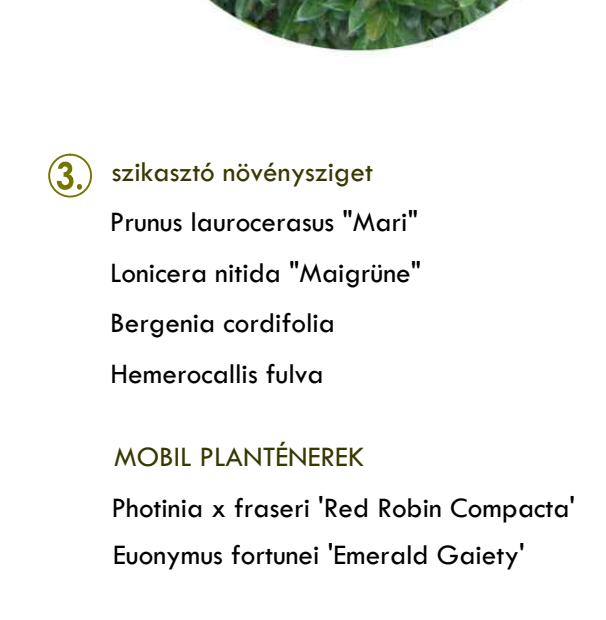 3. szikasztó növénysziget
Prunus laurocerasus "Mari"
Lonicera nitida "Maigrüne"
Bergenia cordifolia
Hemerocallis fulva
MOBIL PLANTÉNEREK
Photinia x fraseri 'Red Robin Compacta'
Euonymus fortunei 'Emerald Gaiety'